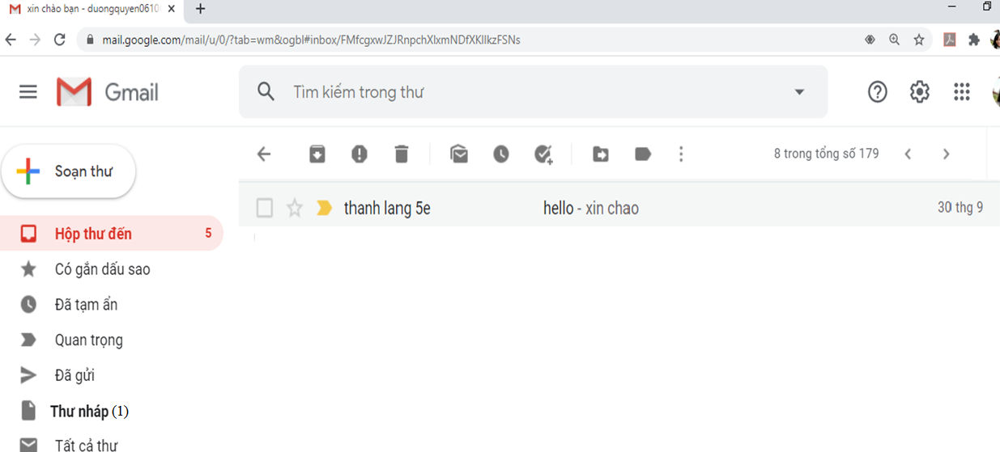 xin chào bạn - duongquyen0610
mail.google.com/mail/u/0/?tab=wm&ogbl#inbox/FMfcgxwJZJRnpchXlxmNDfXKllkzFSNs
Gmail
Tìm kiếm trong thư
Soạn thư
8 trong tổng số 179
thanh lang 5e hello - xin chao 30 thg 9
Hộp thư đến 5
Có gắn dấu sao
Đã tạm ẩn
Quan trọng
Đã gửi
Thư nháp (1)
Tất cả thư